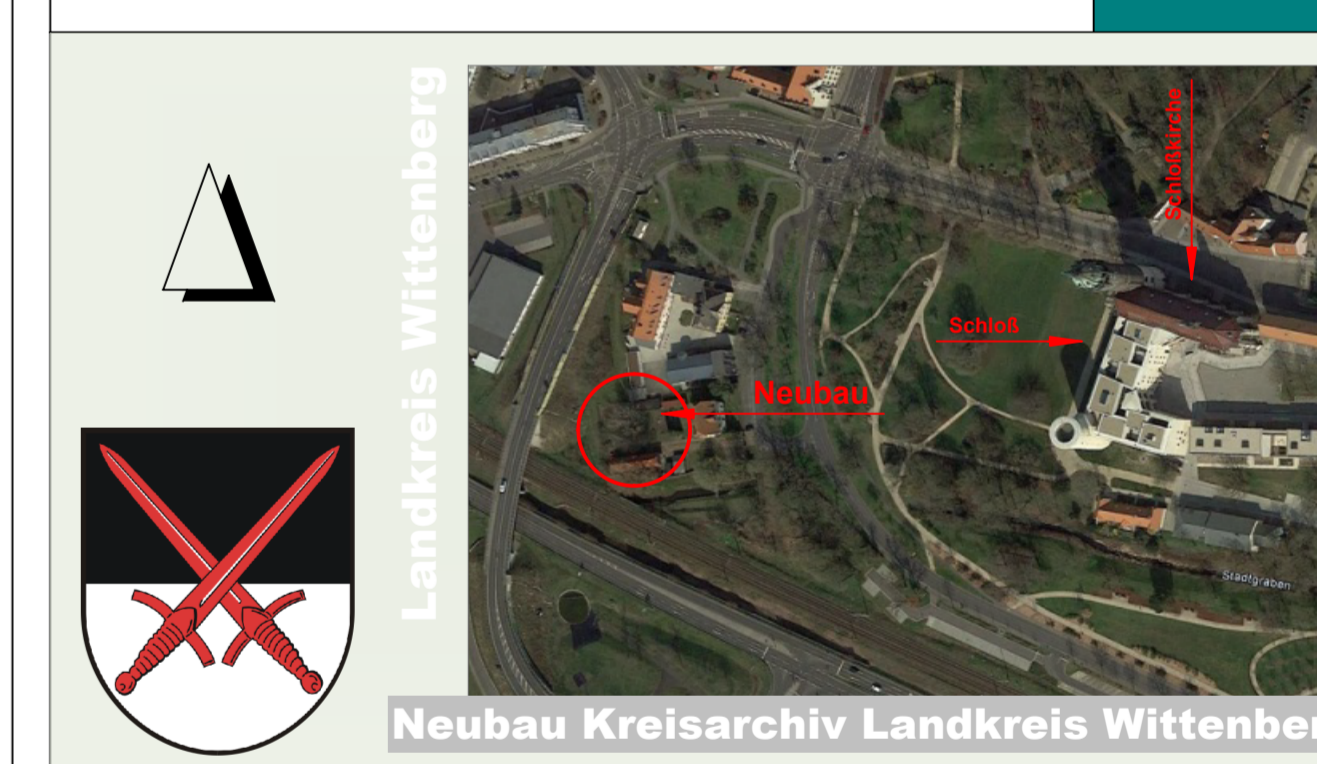 Landkreis Wittenberg
Schloßkirche
Schloß
Neubau
Stadtgraben
Neubau Kreisarchiv Landkreis Wittenber